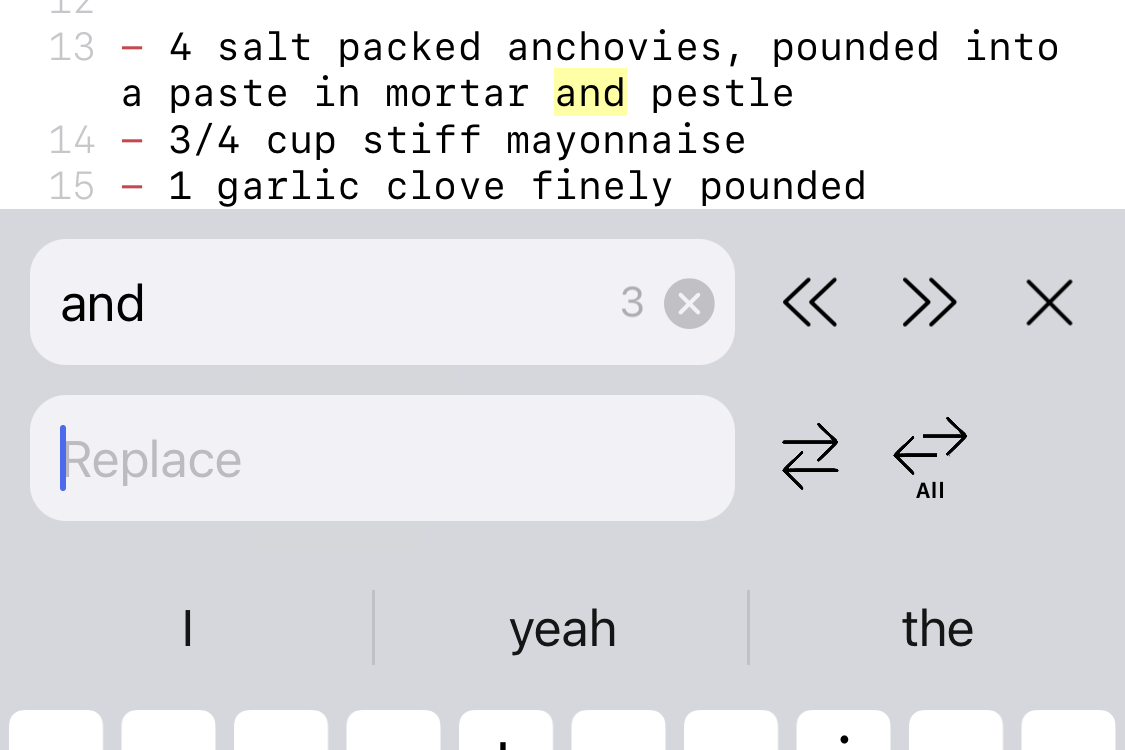 12
13 – 4 salt packed anchovies, pounded into
a paste in mortar and pestle
14 – 3/4 cup stiff mayonnaise
15 – 1 garlic clove finely pounded
and 3
Replace
All
I yeah the